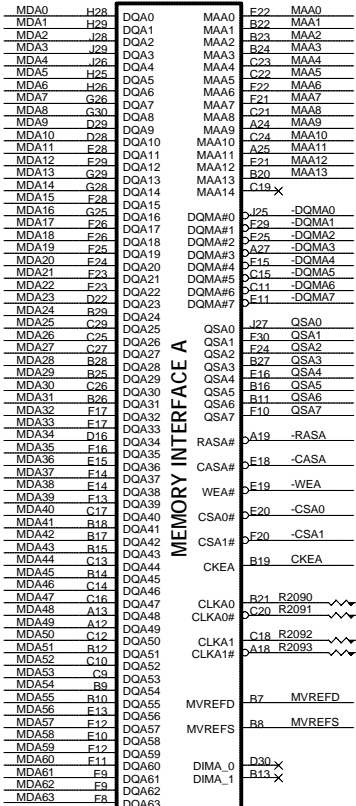 MDA0 H28 DQA0
MDA1 H29 DQA1
MDA2 J28 DQA2
MDA3 J29 DQA3
MDA4 J26 DQA4
MDA5 H25 DQA5
MDA6 H26 DQA6
MDA7 G26 DQA7
MDA8 G30 DQA8
MDA9 D29 DQA9
MDA10 D28 DQA10
MDA11 E28 DQA11
MDA12 E29 DQA12
MDA13 G29 DQA13
MDA14 G28 DQA14
MDA15 F28 DQA15
MDA16 G25 DQA16
MDA17 F26 DQA17
MDA18 E26 DQA18
MDA19 F25 DQA19
MDA20 E24 DQA20
MDA21 F23 DQA21
MDA22 E23 DQA22
MDA23 D22 DQA23
MDA24 B29 DQA24
MDA25 C29 DQA25
MDA26 C25 DQA26
MDA27 C27 DQA27
MDA28 B28 DQA28
MDA29 B25 DQA29
MDA30 C26 DQA30
MDA31 B26 DQA31
MDA32 F17 DQA32
MDA33 E17 DQA33
MDA34 D16 DQA34
MDA35 F16 DQA35
MDA36 E15 DQA36
MDA37 F14 DQA37
MDA38 E14 DQA38
MDA39 F13 DQA39
MDA40 C17 DQA40
MDA41 B18 DQA41
MDA42 B17 DQA42
MDA43 B15 DQA43
MDA44 C13 DQA44
MDA45 B14 DQA45
MDA46 C14 DQA46
MDA47 C16 DQA47
MDA48 A13 DQA48
MDA49 A12 DQA49
MDA50 C12 DQA50
MDA51 B12 DQA51
MDA52 C10 DQA52
MDA53 C9 DQA53
MDA54 B9 DQA54
MDA55 B10 DQA55
MDA56 E13 DQA56
MDA57 E12 DQA57
MDA58 E10 DQA58
MDA59 F12 DQA59
MDA60 F11 DQA60
MDA61 E9 DQA61
MDA62 F9 DQA62
MDA63 F8 DQA63
MEMORY INTERFACE A
MAA0 E22 MAA0
MAA1 B22 MAA1
MAA2 B23 MAA2
MAA3 B24 MAA3
MAA4 C23 MAA4
MAA5 C22 MAA5
MAA6 F22 MAA6
MAA7 F21 MAA7
MAA8 C21 MAA8
MAA9 A24 MAA9
MAA10 C24 MAA10
MAA11 A25 MAA11
MAA12 E21 MAA12
MAA13 B20 MAA13
MAA14 C19
DQMA#0 J25 -DQMA0
DQMA#1 F29 -DQMA1
DQMA#2 E25 -DQMA2
DQMA#3 A27 -DQMA3
DQMA#4 F15 -DQMA4
DQMA#5 C15 -DQMA5
DQMA#6 C11 -DQMA6
DQMA#7 E11 -DQMA7
QSA0 J27 QSA0
QSA1 F30 QSA1
QSA2 F24 QSA2
QSA3 B27 QSA3
QSA4 E16 QSA4
QSA5 B16 QSA5
QSA6 B11 QSA6
QSA7 F10 QSA7
RASA# A19 -RASA
CASA# E18 -CASA
WEA# E19 -WEA
CSA0# E20 -CSA0
CSA1# F20 -CSA1
CKEA B19 CKEA
CLKA0 B21 R2090
CLKA0# C20 R2091
CLKA1 C18 R2092
CLKA1# A18 R2093
MVREFD B7 MVREFD
MVREFS B8 MVREFS
DIMA_0 D30
DIMA_1 B13